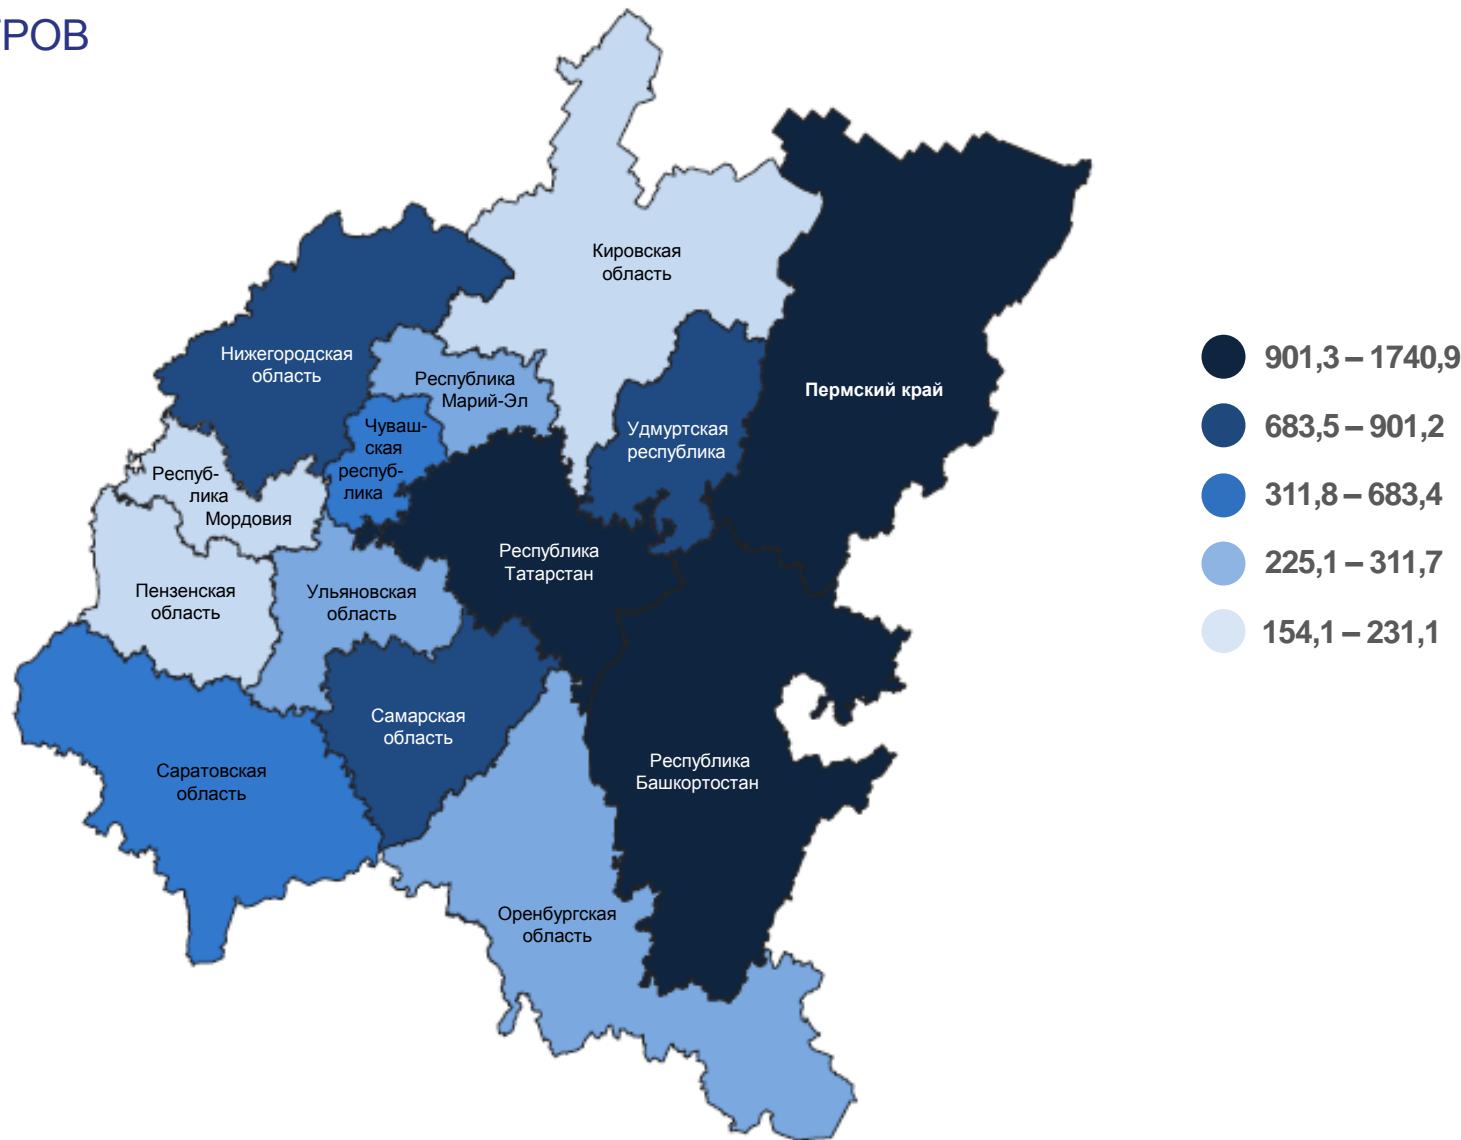 ТРОВ
Кировская
область
Нижегородская
область
Республика
Марий-Эл
Пермский край
Чуваш-
ская
респуб-
лика
Удмуртская
республика
Респуб-
лика
Мордовия
Республика
Татарстан
Пензенская
область
Ульяновская
область
Самарская
область
Саратовская
область
Республика
Башкортостан
Оренбургская
область
901,3 – 1740,9
683,5 – 901,2
311,8 – 683,4
225,1 – 311,7
154,1 – 231,1